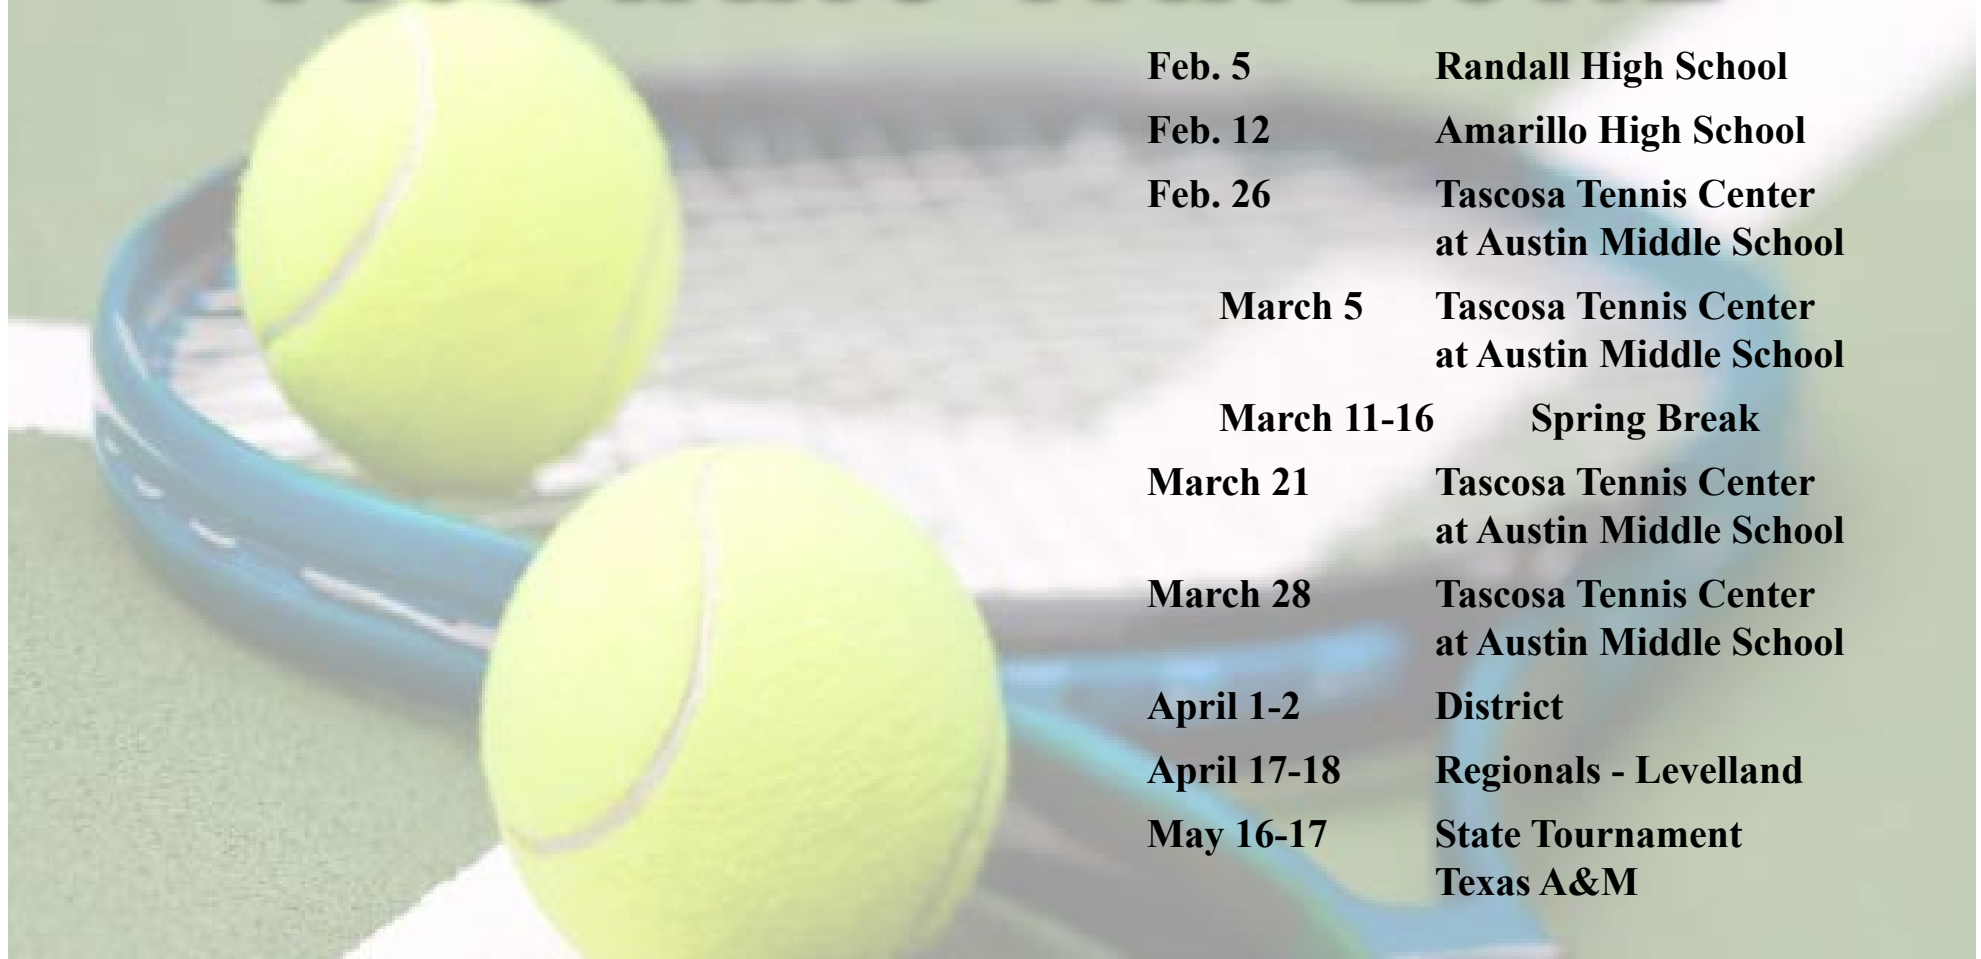 Feb. 5 Randall High School
Feb. 12 Amarillo High School
Feb. 26 Tascosa Tennis Center
at Austin Middle School
March 5 Tascosa Tennis Center
at Austin Middle School
March 11-16 Spring Break
March 21 Tascosa Tennis Center
at Austin Middle School
March 28 Tascosa Tennis Center
at Austin Middle School
April 1-2 District
April 17-18 Regionals - Levelland
May 16-17 State Tournament
Texas A&M